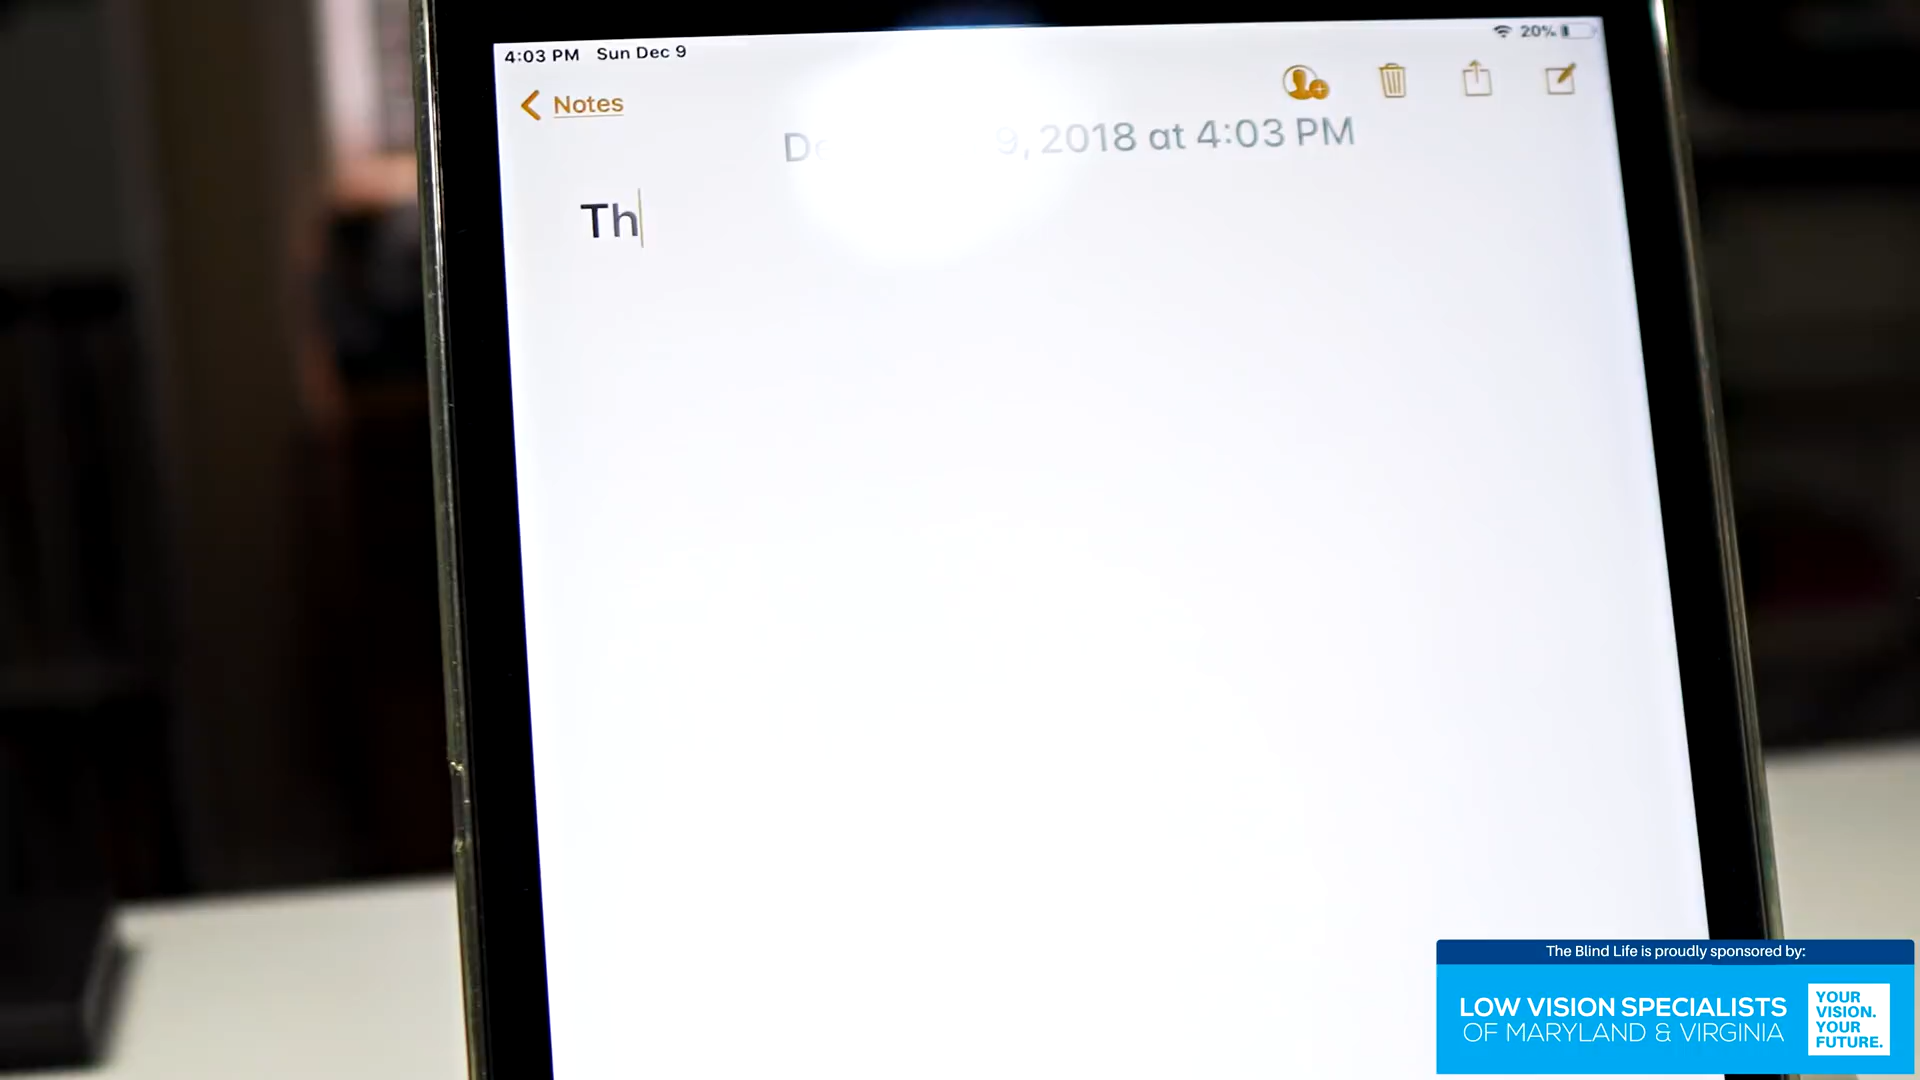 4:03 PM Sun Dec 9
20%
Notes
9, 2018 at 4:03 PM
Th
The Blind Life is proudly sponsored by:
LOW VISION SPECIALISTS
OF MARYLAND & VIRGINIA
YOUR
VISION.
YOUR
FUTURE.